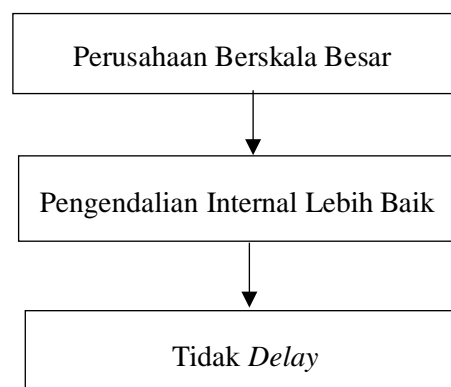 Perusahaan Berskala Besar
Pengendalian Internal Lebih Baik
Tidak Delay